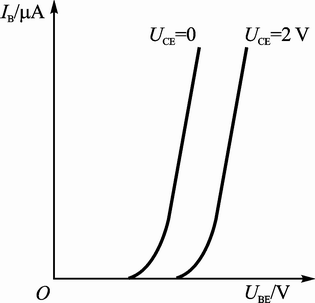 I_B/μA
U_CE=0
U_CE=2 V
O
U_BE/V